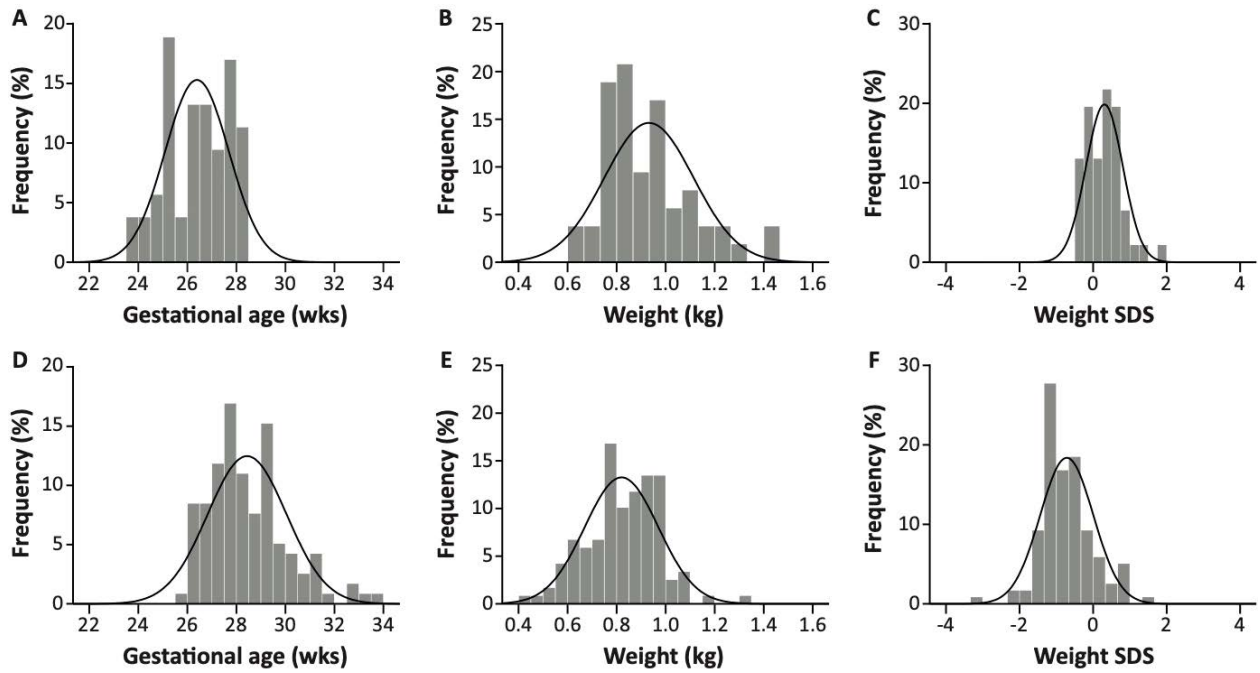 A
20
15
10
5
0
Frequency (%)
22 24 26 28 30 32 34
Gestational age (wks)
B
25
20
15
10
5
0
Frequency (%)
0.4 0.6 0.8 1.0 1.2 1.4 1.6
Weight (kg)
C
30
20
10
0
Frequency (%)
-4 -2 0 2 4
Weight SDS
D
20
15
10
5
0
Frequency (%)
22 24 26 28 30 32 34
Gestational age (wks)
E
25
20
15
10
5
0
Frequency (%)
0.4 0.6 0.8 1.0 1.2 1.4 1.6
Weight (kg)
F
30
20
10
0
Frequency (%)
-4 -2 0 2 4
Weight SDS